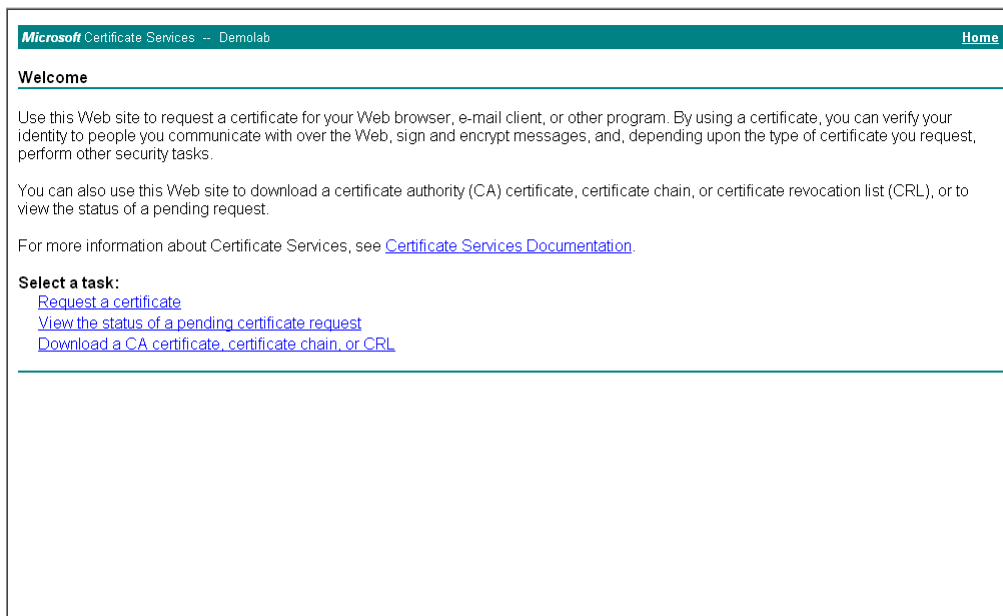 Microsoft Certificate Services -- Demolab Home
Welcome
Use this Web site to request a certificate for your Web browser, e-mail client, or other program. By using a certificate, you can verify your
identity to people you communicate with over the Web, sign and encrypt messages, and, depending upon the type of certificate you request,
perform other security tasks.
You can also use this Web site to download a certificate authority (CA) certificate, certificate chain, or certificate revocation list (CRL), or to
view the status of a pending request.
For more information about Certificate Services, see Certificate Services Documentation.
Select a task:
Request a certificate
View the status of a pending certificate request
Download a CA certificate, certificate chain, or CRL